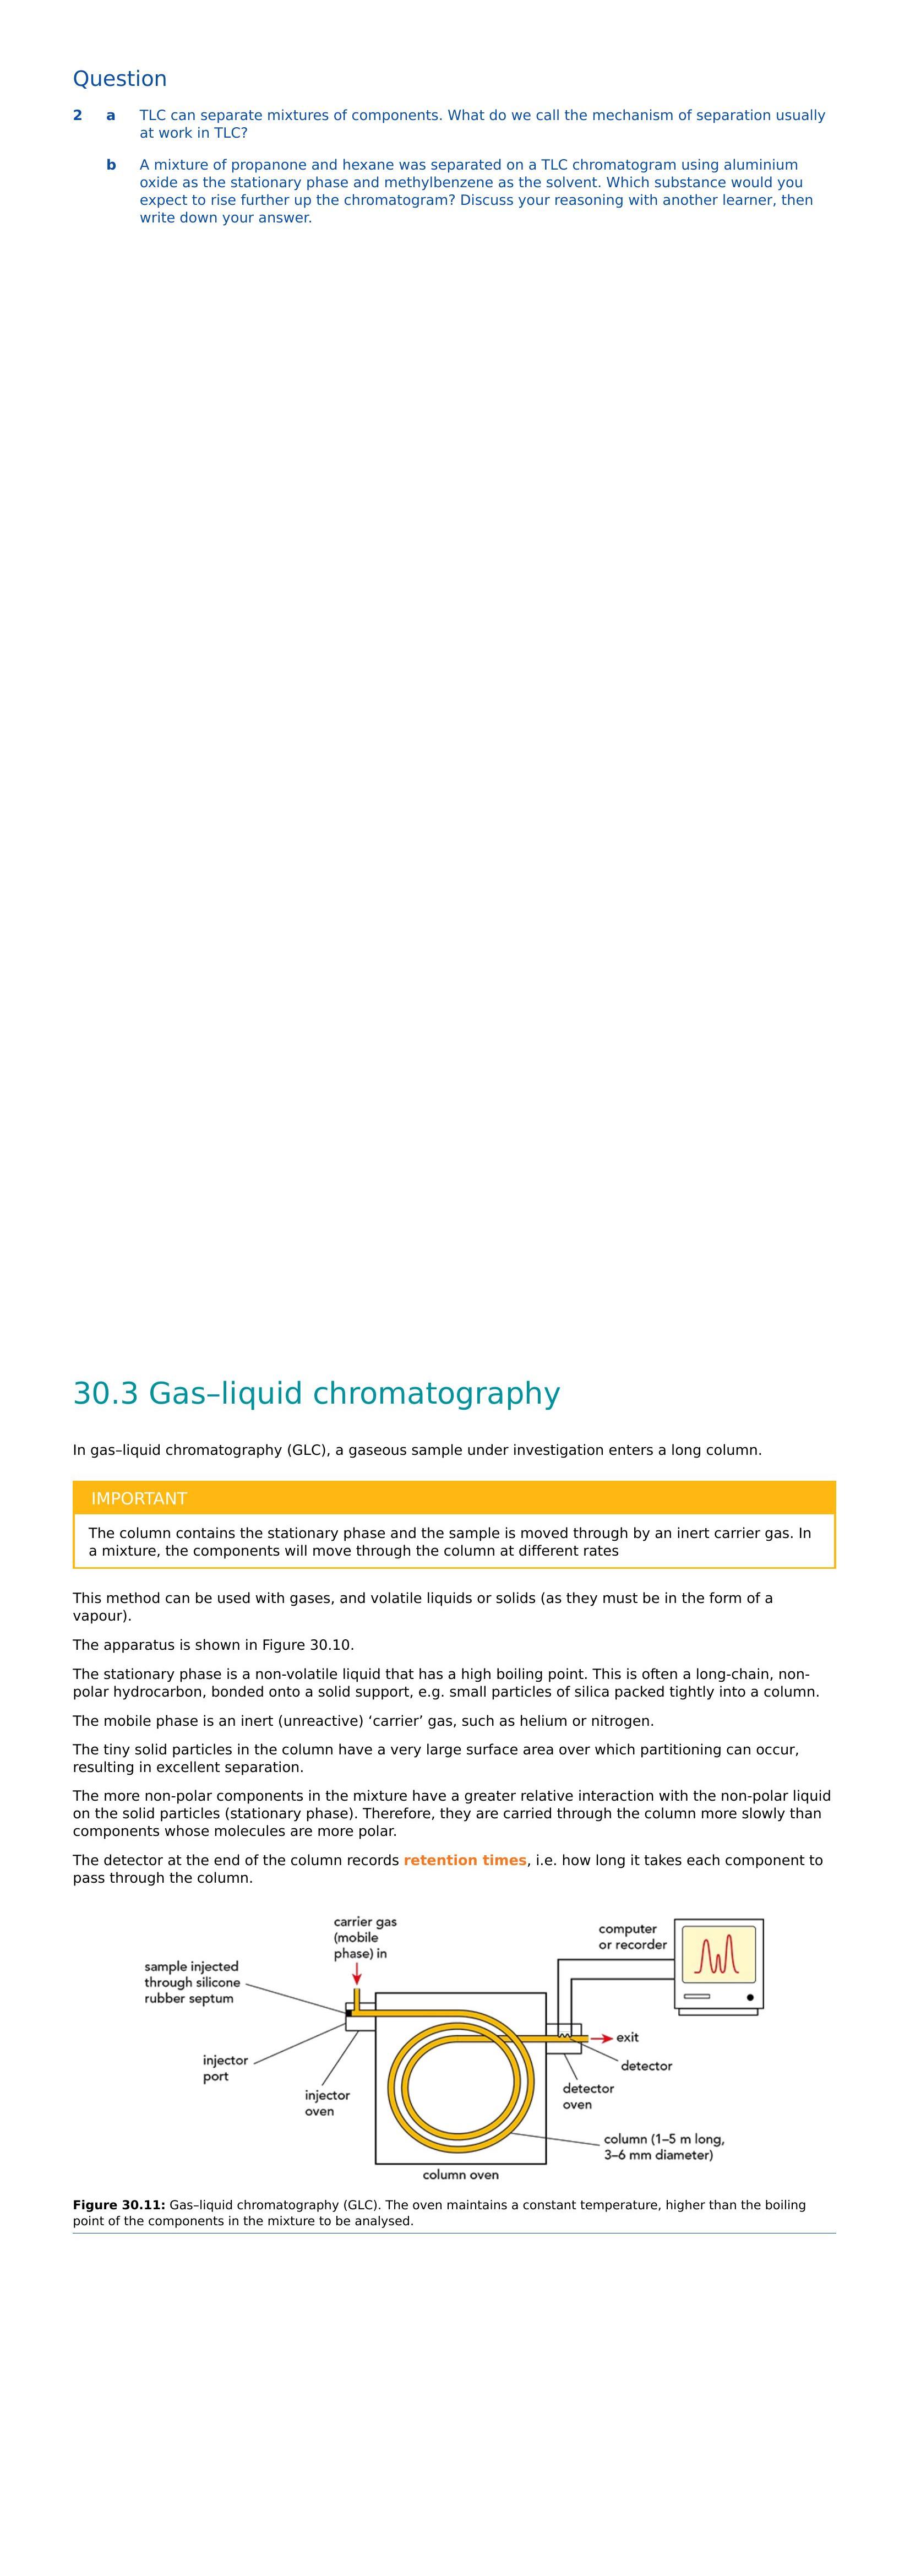 Question
2 a TLC can separate mixtures of components. What do we call the mechanism of separation usually
at work in TLC?
b A mixture of propanone and hexane was separated on a TLC chromatogram using aluminium
oxide as the stationary phase and methylbenzene as the solvent. Which substance would you
expect to rise further up the chromatogram? Discuss your reasoning with another learner, then
write down your answer.
30.3 Gas–liquid chromatography
In gas–liquid chromatography (GLC), a gaseous sample under investigation enters a long column.
IMPORTANT
The column contains the stationary phase and the sample is moved through by an inert carrier gas. In
a mixture, the components will move through the column at different rates
This method can be used with gases, and volatile liquids or solids (as they must be in the form of a
vapour).
The apparatus is shown in Figure 30.10.
The stationary phase is a non-volatile liquid that has a high boiling point. This is often a long-chain, non-
polar hydrocarbon, bonded onto a solid support, e.g. small particles of silica packed tightly into a column.
The mobile phase is an inert (unreactive) ‘carrier’ gas, such as helium or nitrogen.
The tiny solid particles in the column have a very large surface area over which partitioning can occur,
resulting in excellent separation.
The more non-polar components in the mixture have a greater relative interaction with the non-polar liquid
on the solid particles (stationary phase). Therefore, they are carried through the column more slowly than
components whose molecules are more polar.
The detector at the end of the column records retention times, i.e. how long it takes each component to
pass through the column.
carrier gas
(mobile
phase) in
computer
or recorder
sample injected
through silicone
rubber septum
exit
injector
port
detector
injector
oven
detector
oven
column (1–5 m long,
3–6 mm diameter)
column oven
Figure 30.11: Gas–liquid chromatography (GLC). The oven maintains a constant temperature, higher than the boiling
point of the components in the mixture to be analysed.